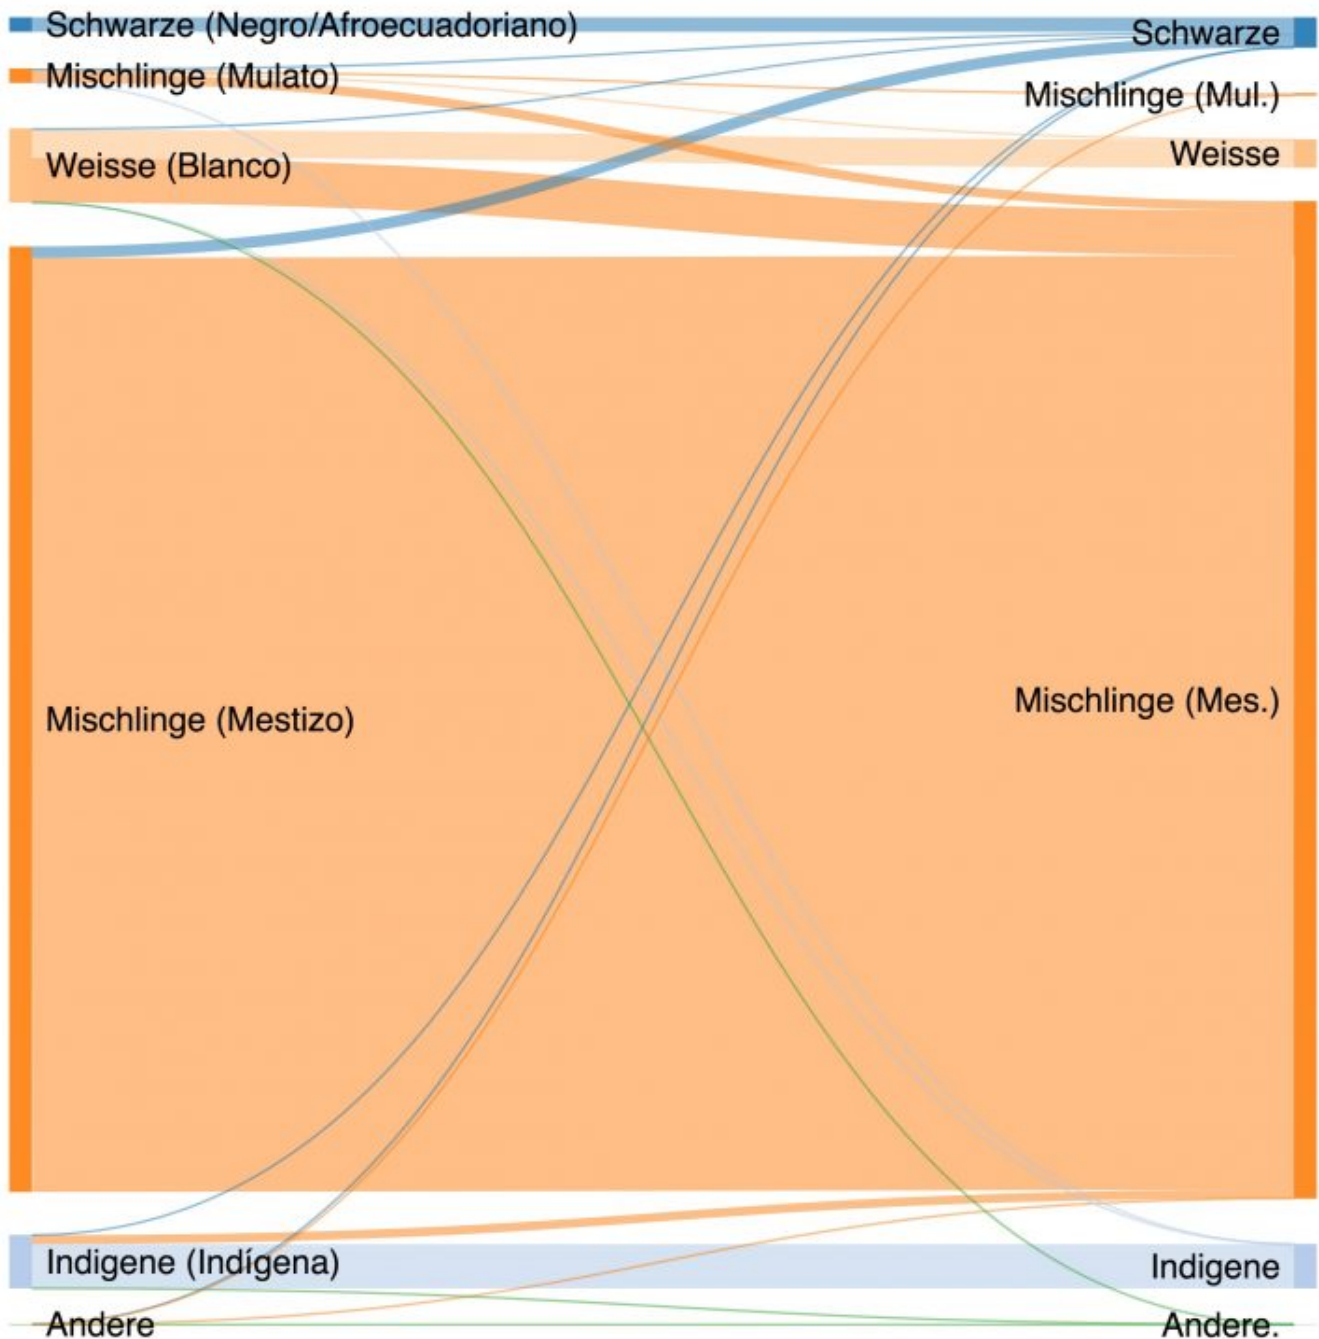 Schwarze (Negro/Afroecuadoriano)
Schwarze
Mischlinge (Mulato)
Mischlinge (Mul.)
Weisse (Blanco)
Weisse
Mischlinge (Mestizo)
Mischlinge (Mes.)
Indigene (Indígena)
Indigene
Andere
Andere.